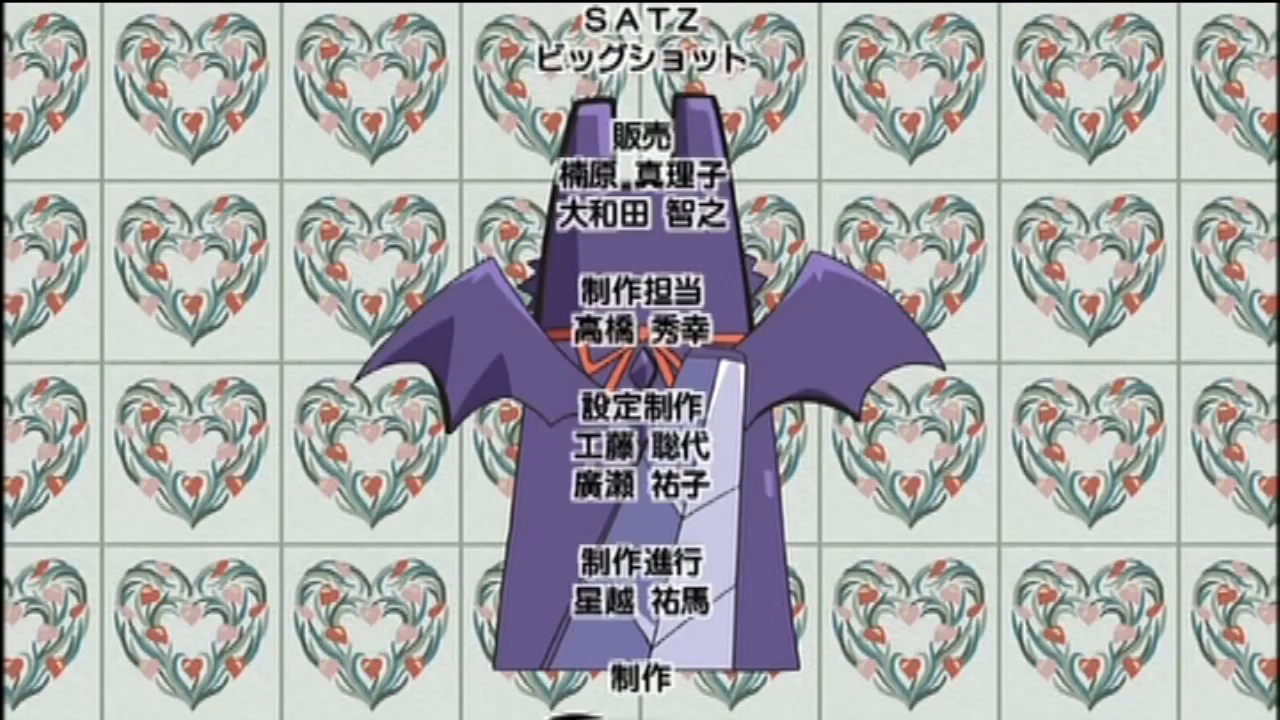 ＳＡＴＺ
ビッグショット
販売
楠原 真理子
大和田 智之
制作担当
高橋 秀幸
設定制作
工藤 聡代
廣瀬 祐子
制作進行
星越 祐馬
制作